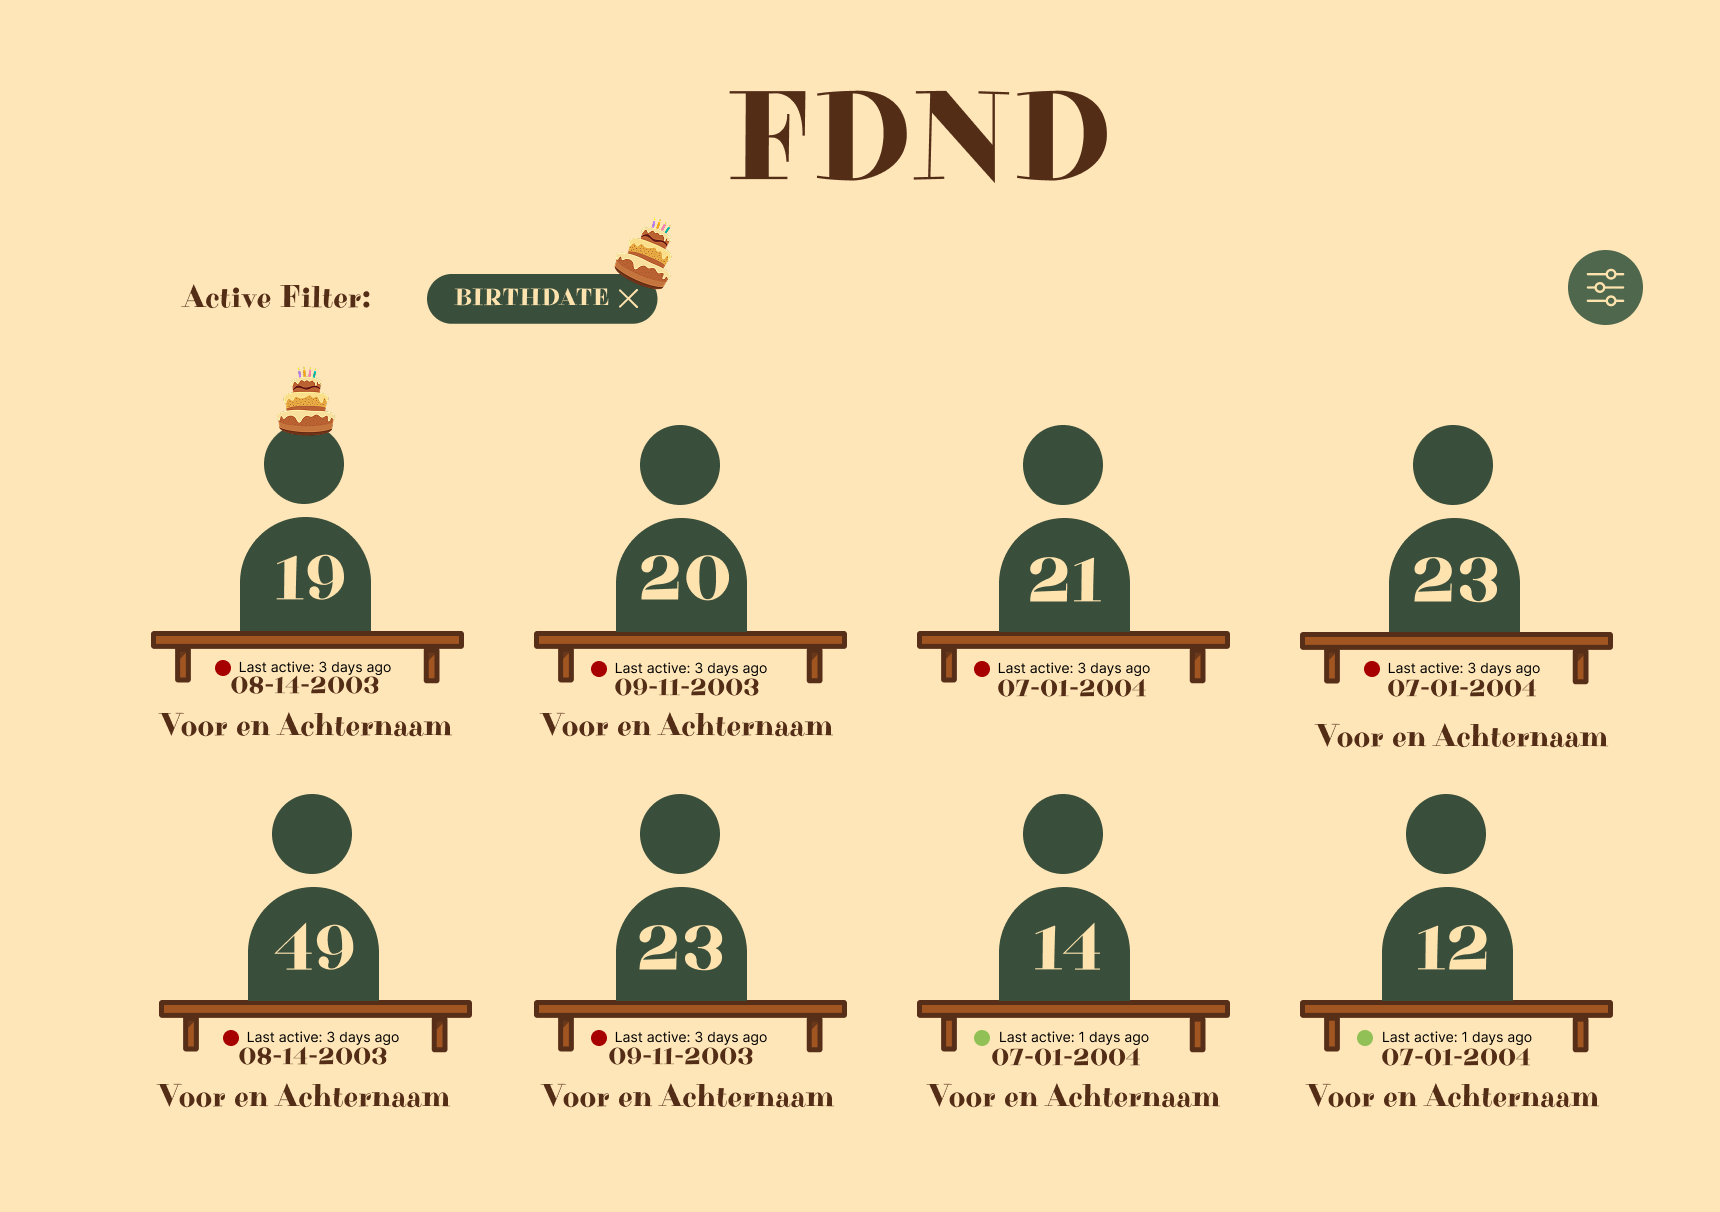 FDND
Active Filter:
BIRTHDATE
19
20
21
23
Last active: 3 days ago
08-14-2003
Voor en Achternaam
Last active: 3 days ago
09-11-2003
Voor en Achternaam
Last active: 3 days ago
07-01-2004
Last active: 3 days ago
07-01-2004
Voor en Achternaam
49
23
14
12
Last active: 3 days ago
08-14-2003
Voor en Achternaam
Last active: 3 days ago
09-11-2003
Voor en Achternaam
Last active: 1 days ago
07-01-2004
Voor en Achternaam
Last active: 1 days ago
07-01-2004
Voor en Achternaam